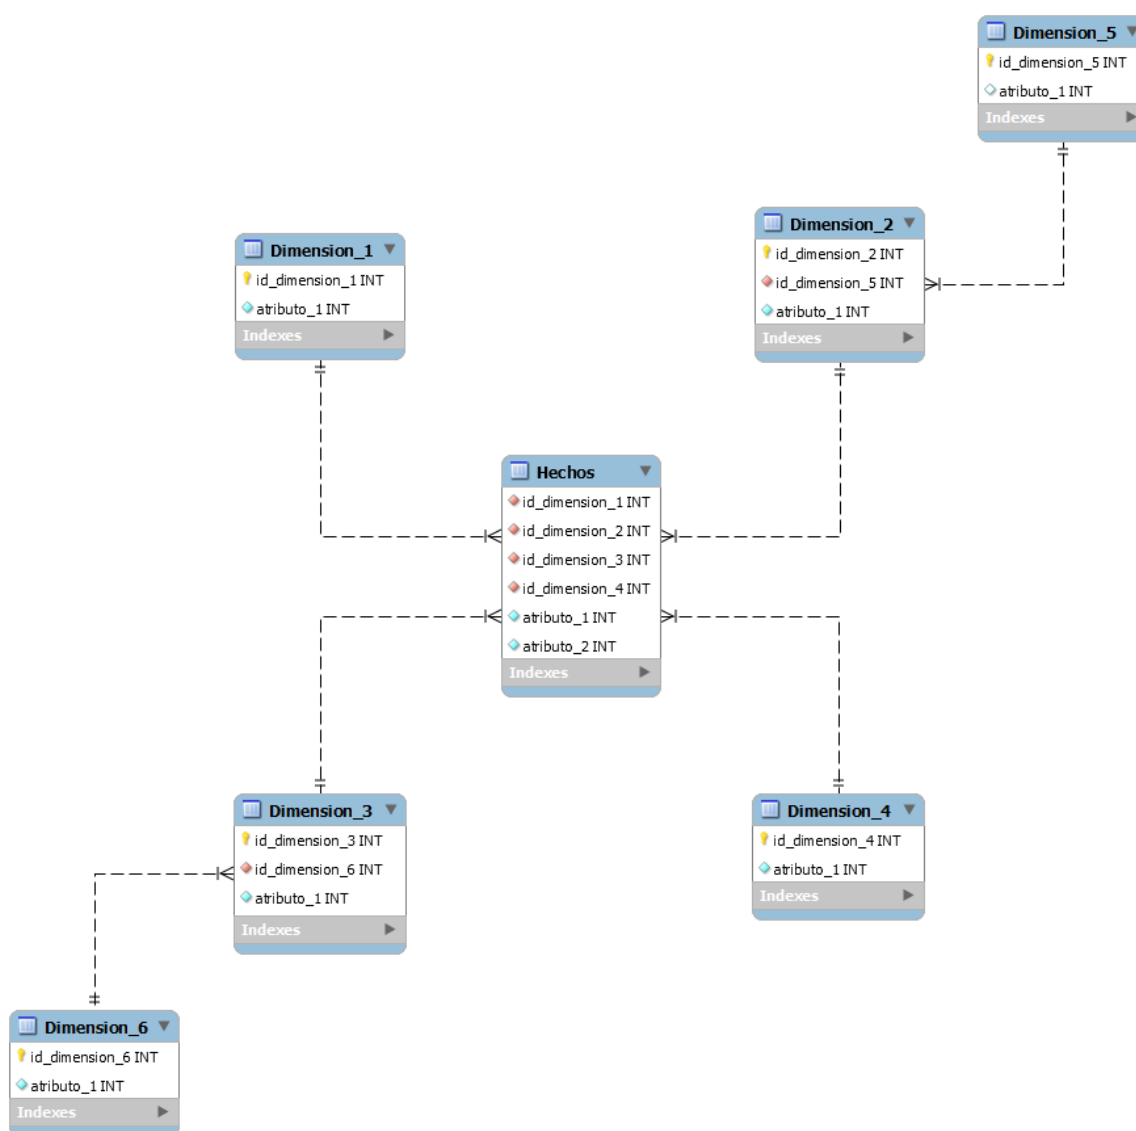 Dimension_5
id_dimension_5 INT
atributo_1 INT
Indexes
Dimension_2
id_dimension_2 INT
id_dimension_5 INT
atributo_1 INT
Indexes
Dimension_1
id_dimension_1 INT
atributo_1 INT
Indexes
Hechos
id_dimension_1 INT
id_dimension_2 INT
id_dimension_3 INT
id_dimension_4 INT
atributo_1 INT
atributo_2 INT
Indexes
Dimension_3
id_dimension_3 INT
id_dimension_6 INT
atributo_1 INT
Indexes
Dimension_4
id_dimension_4 INT
atributo_1 INT
Indexes
Dimension_6
id_dimension_6 INT
atributo_1 INT
Indexes